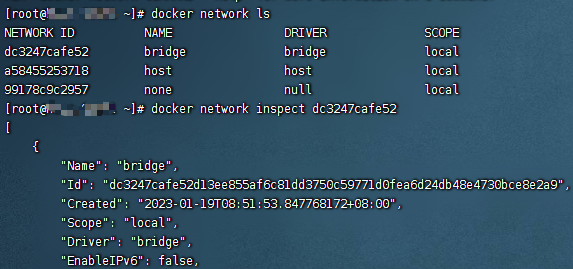 [root@ ~]# docker network ls
NETWORK ID NAME DRIVER SCOPE
dc3247cafe52 bridge bridge local
a58455253718 host host local
99178c9c2957 none null local
[root@ ~]# docker network inspect dc3247cafe52
[
{
"Name": "bridge",
"Id": "dc3247cafe52d13ee855af6c81dd3750c59771d0fea6d24db48e4730bce8e2a9",
"Created": "2023-01-19T08:51:53.847768172+08:00",
"Scope": "local",
"Driver": "bridge",
"EnableIPv6": false,